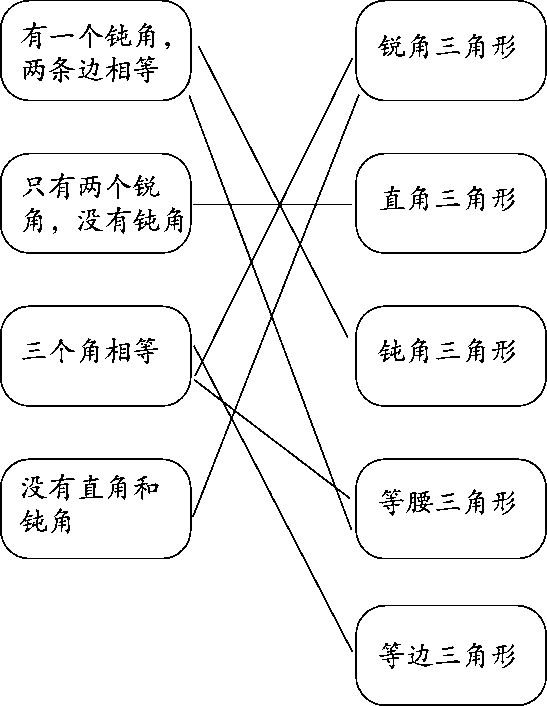 有一个钝角，
两条边相等
锐角三角形
只有两个锐
角，没有钝角
直角三角形
三个角相等
钝角三角形
没有直角和
钝角
等腰三角形
等边三角形